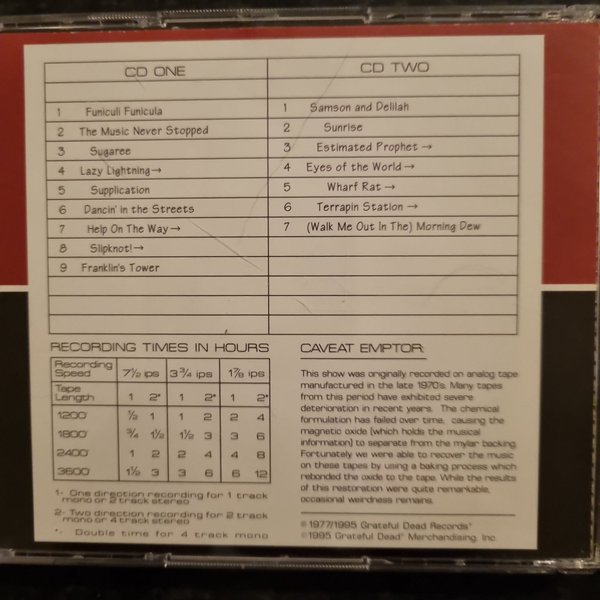 CD ONE
1 Funiculi Funicula
2 The Music Never Stopped
3 Sugaree
4 Lazy Lightning→
5 Supplication
6 Dancin' in the Streets
7 Help On The Way→
8 Slipknot!→
9 Franklin's Tower
CD TWO
1 Samson and Delilah
2 Sunrise
3 Estimated Prophet →
4 Eyes of the World→
5 Wharf Rat →
6 Terrapin Station →
7 (Walk Me Out In The) Morning Dew
RECORDING TIMES IN HOURS
Recording Speed 7½ ips 3¾ ips 1⅞ ips
Tape Length 1 2* 1 2* 1 2*
1200' ½ 1 1 2 2 4
1800' ¾ 1½ 1½ 3 3 6
2400' 1 2 2 4 4 8
3600' 1½ 3 3 6 6 12
1- One direction recording for 1 track
mono or 2 track stereo
2- Two direction recording for 2 track
mono or 4 track stereo
*- Double time for 4 track mono
CAVEAT EMPTOR:
This show was originally recorded on analog tape
manufactured in the late 1970's. Many tapes
from this period have exhibited severe
deterioration in recent years. The chemical
formulation has failed over time, causing the
magnetic oxide (which holds the musical
information) to separate from the mylar backing.
Fortunately we were able to recover the music
on these tapes by using a baking process which
rebonded the oxide to the tape. While the results
of this restoration were quite remarkable,
occasional weirdness remains.
℗ 1977/1995 Grateful Dead Records*
©1995 Grateful Dead* Merchandising, Inc.